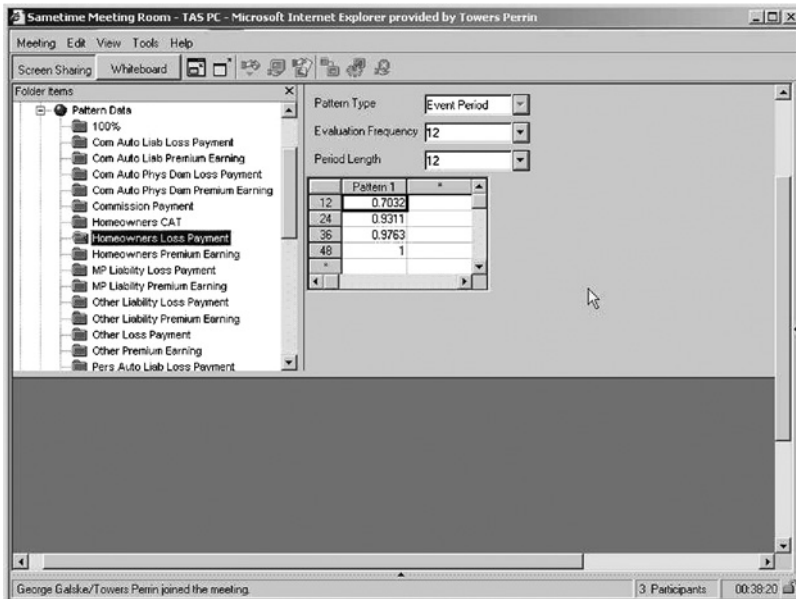 Sametime Meeting Room - TAS PC - Microsoft Internet Explorer provided by Towers Perrin
Meeting Edit View Tools Help
Screen Sharing Whiteboard
Folder Items
Pattern Data
100%
Com Auto Liab Loss Payment
Com Auto Liab Premium Earning
Com Auto Phys Dam Loss Payment
Com Auto Phys Dam Premium Earning
Commission Payment
Homeowners CAT
Homeowners Loss Payment
Homeowners Premium Earning
MP Liability Loss Payment
MP Liability Premium Earning
Other Liability Loss Payment
Other Liability Premium Earning
Other Loss Payment
Other Premium Earning
Pers Auto Liab Loss Payment
Pattern Type Event Period
Evaluation Frequency 12
Period Length 12
Pattern 1 *
12 0.7032
24 0.9311
36 0.9763
48 1
*
George Galske/Towers Perrin joined the meeting.
3 Participants 00:38:20